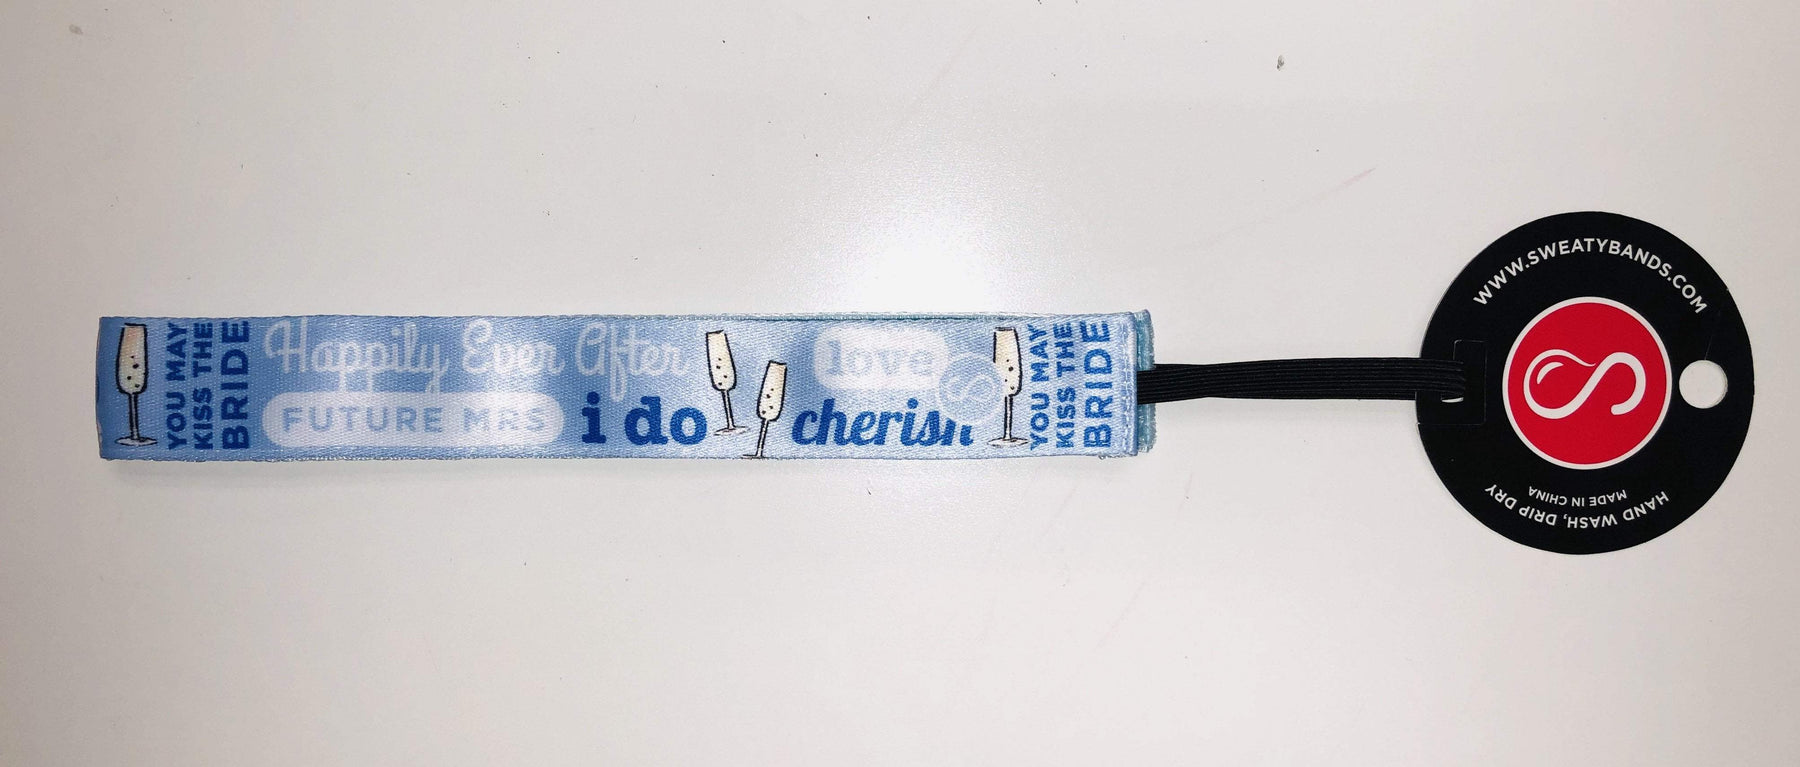 YOU MAY
KISS THE
BRIDE
Happily Ever After
FUTURE MRS
i do
love
cherish
YOU MAY
KISS THE
BRIDE
WWW.SWEATYBANDS.COM
S
MADE IN CHINA
HAND WASH, DRIP DRY